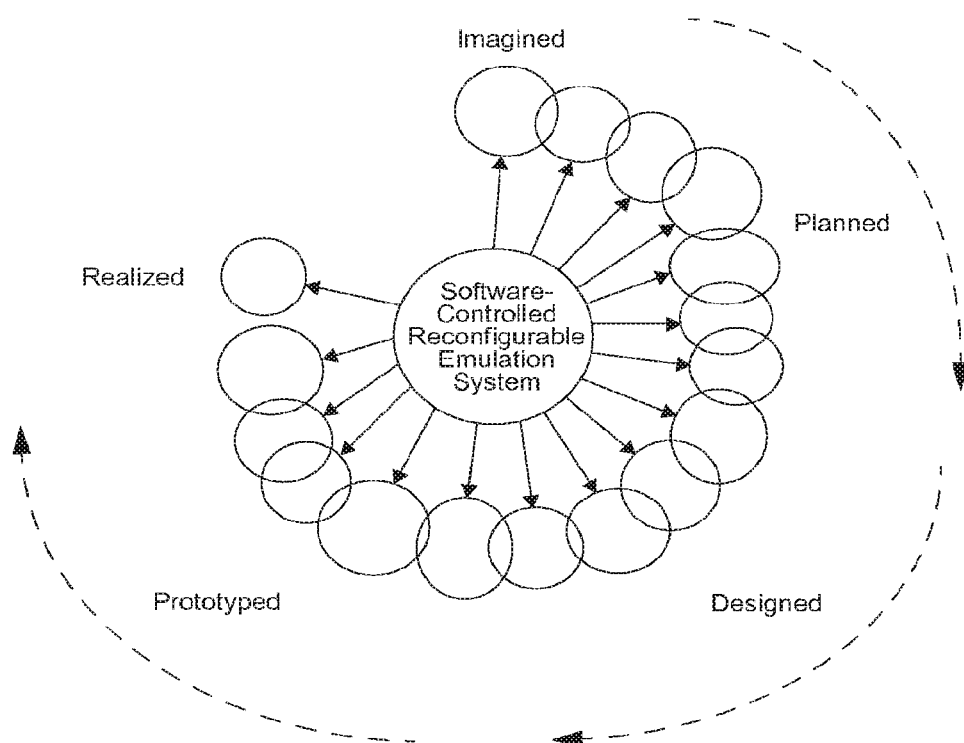 Imagined
Planned
Realized
Software-
Controlled
Reconfigurable
Emulation
System
Prototyped
Designed